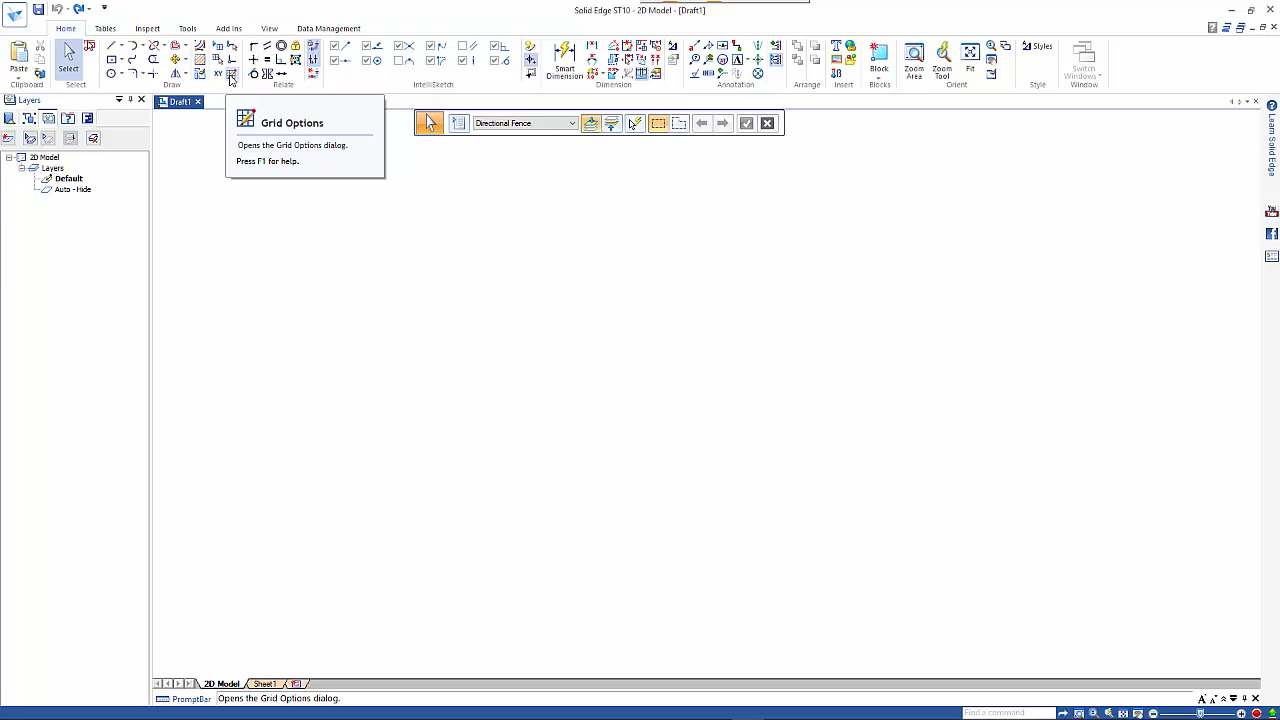 Solid Edge ST10 - 2D Model - [Draft1]
Home Tables Inspect Tools View Add Ins Data Management
Paste Select Smart Dimension Block Zoom Area Zoom Tool Fit Styles Switch Windows
Clipboard Select Draw Relate IntelliSketch Dimension Annotation Arrange Insert Blocks Orient Style Window
XY
Layers
Draft1
Grid Options
Opens the Grid Options dialog.
Press F1 for help.
Directional Fence
2D Model
Layers
Default
Auto - Hide
Learn Solid Edge
You Tube
2D Model Sheet1
PromptBar Opens the Grid Options dialog.
Find a command